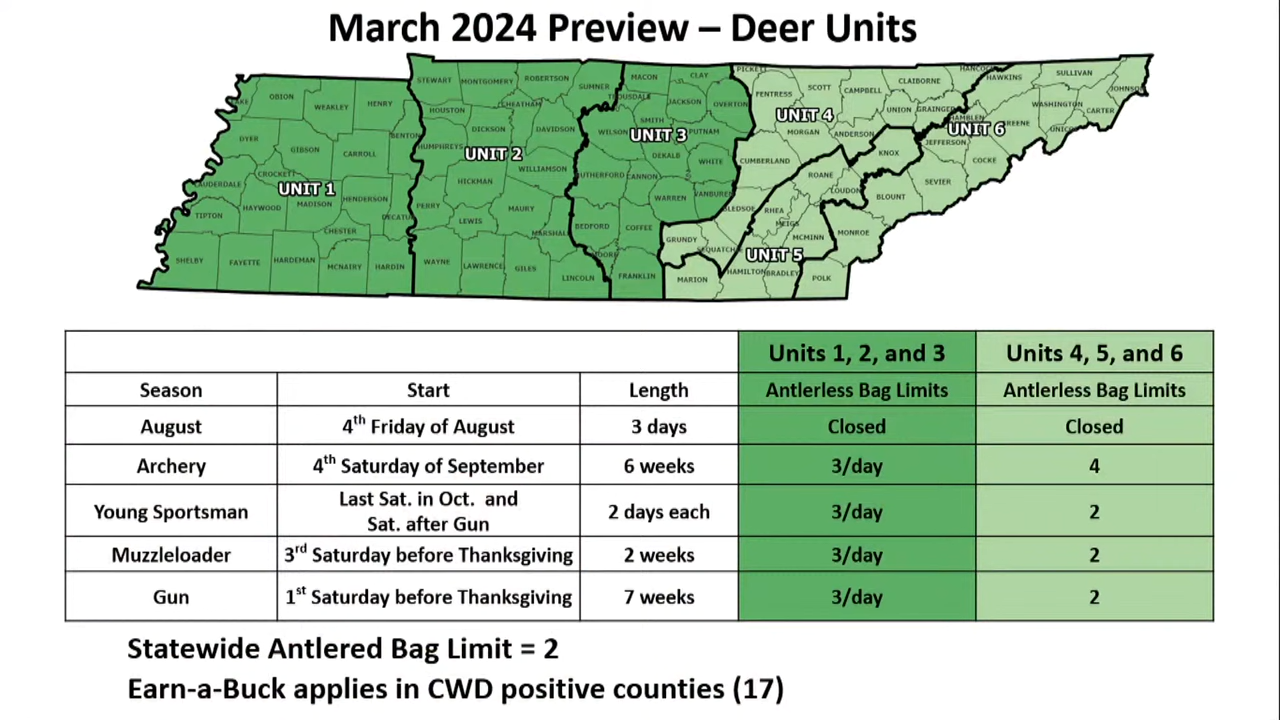 March 2024 Preview – Deer Units
STEWART MONTGOMERY ROBERTSON SUMNER MACON CLAY PICKETT HANCOCK HAWKINS SULLIVAN JOHNSON
OBION WEAKLEY HENRY HOUSTON CHEATHAM TROUSDALE JACKSON OVERTON FENTRESS SCOTT CAMPBELL CLAIBORNE UNION GRAINGER HAMBLEN GREENE WASHINGTON CARTER
DYER GIBSON CARROLL BENTON HUMPHREYS DICKSON DAVIDSON WILSON SMITH PUTNAM MORGAN ANDERSON JEFFERSON
UNIT 1 UNIT 2 UNIT 3 UNIT 4 UNIT 5 UNIT 6
LAUDERDALE CROCKETT HAYWOOD MADISON HENDERSON HICKMAN WILLIAMSON RUTHERFORD CANNON DEKALB WHITE CUMBERLAND ROANE KNOX LOUDON BLOUNT SEVIER COCKE
TIPTON CHESTER PERRY LEWIS MAURY MARSHALL BEDFORD COFFEE WARREN BLEDSOE RHEA MEIGS MCMINN MONROE
SHELBY FAYETTE HARDEMAN MCNAIRY HARDIN WAYNE LAWRENCE GILES LINCOLN FRANKLIN GRUNDY MARION HAMILTON BRADLEY POLK
Units 1, 2, and 3 Units 4, 5, and 6
Season Start Length Antlerless Bag Limits Antlerless Bag Limits
August 4th Friday of August 3 days Closed Closed
Archery 4th Saturday of September 6 weeks 3/day 4
Young Sportsman Last Sat. in Oct. and Sat. after Gun 2 days each 3/day 2
Muzzleloader 3rd Saturday before Thanksgiving 2 weeks 3/day 2
Gun 1st Saturday before Thanksgiving 7 weeks 3/day 2
Statewide Antlered Bag Limit = 2
Earn-a-Buck applies in CWD positive counties (17)